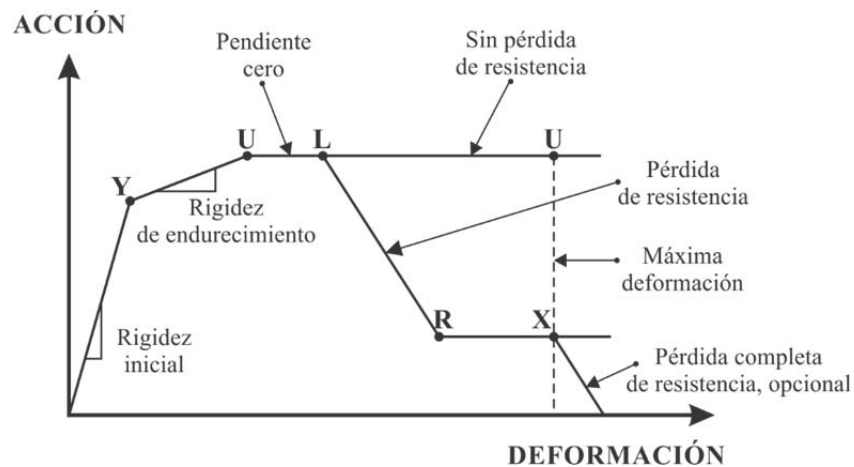 ACCIÓN
Pendiente
cero
Sin pérdida
de resistencia
U
L
U
Y
Pérdida
de resistencia
Rigidez
de endurecimiento
Máxima
deformación
R
X
Rigidez
inicial
Pérdida completa
de resistencia, opcional
DEFORMACIÓN